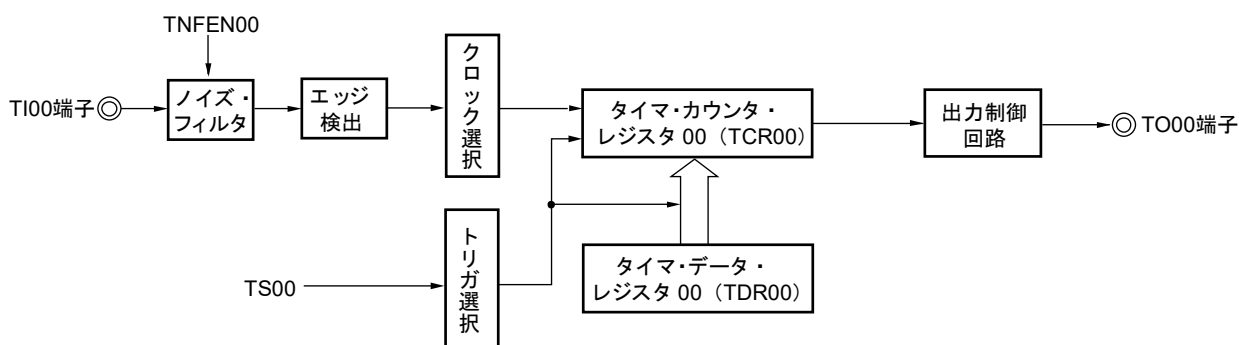 TNFEN00
TI00端子
ノイズ・
フィルタ
エッジ
検出
クロック選択
タイマ・カウンタ・
レジスタ 00（TCR00）
出力制御
回路
TO00端子
TS00
トリガ選択
タイマ・データ・
レジスタ 00（TDR00）